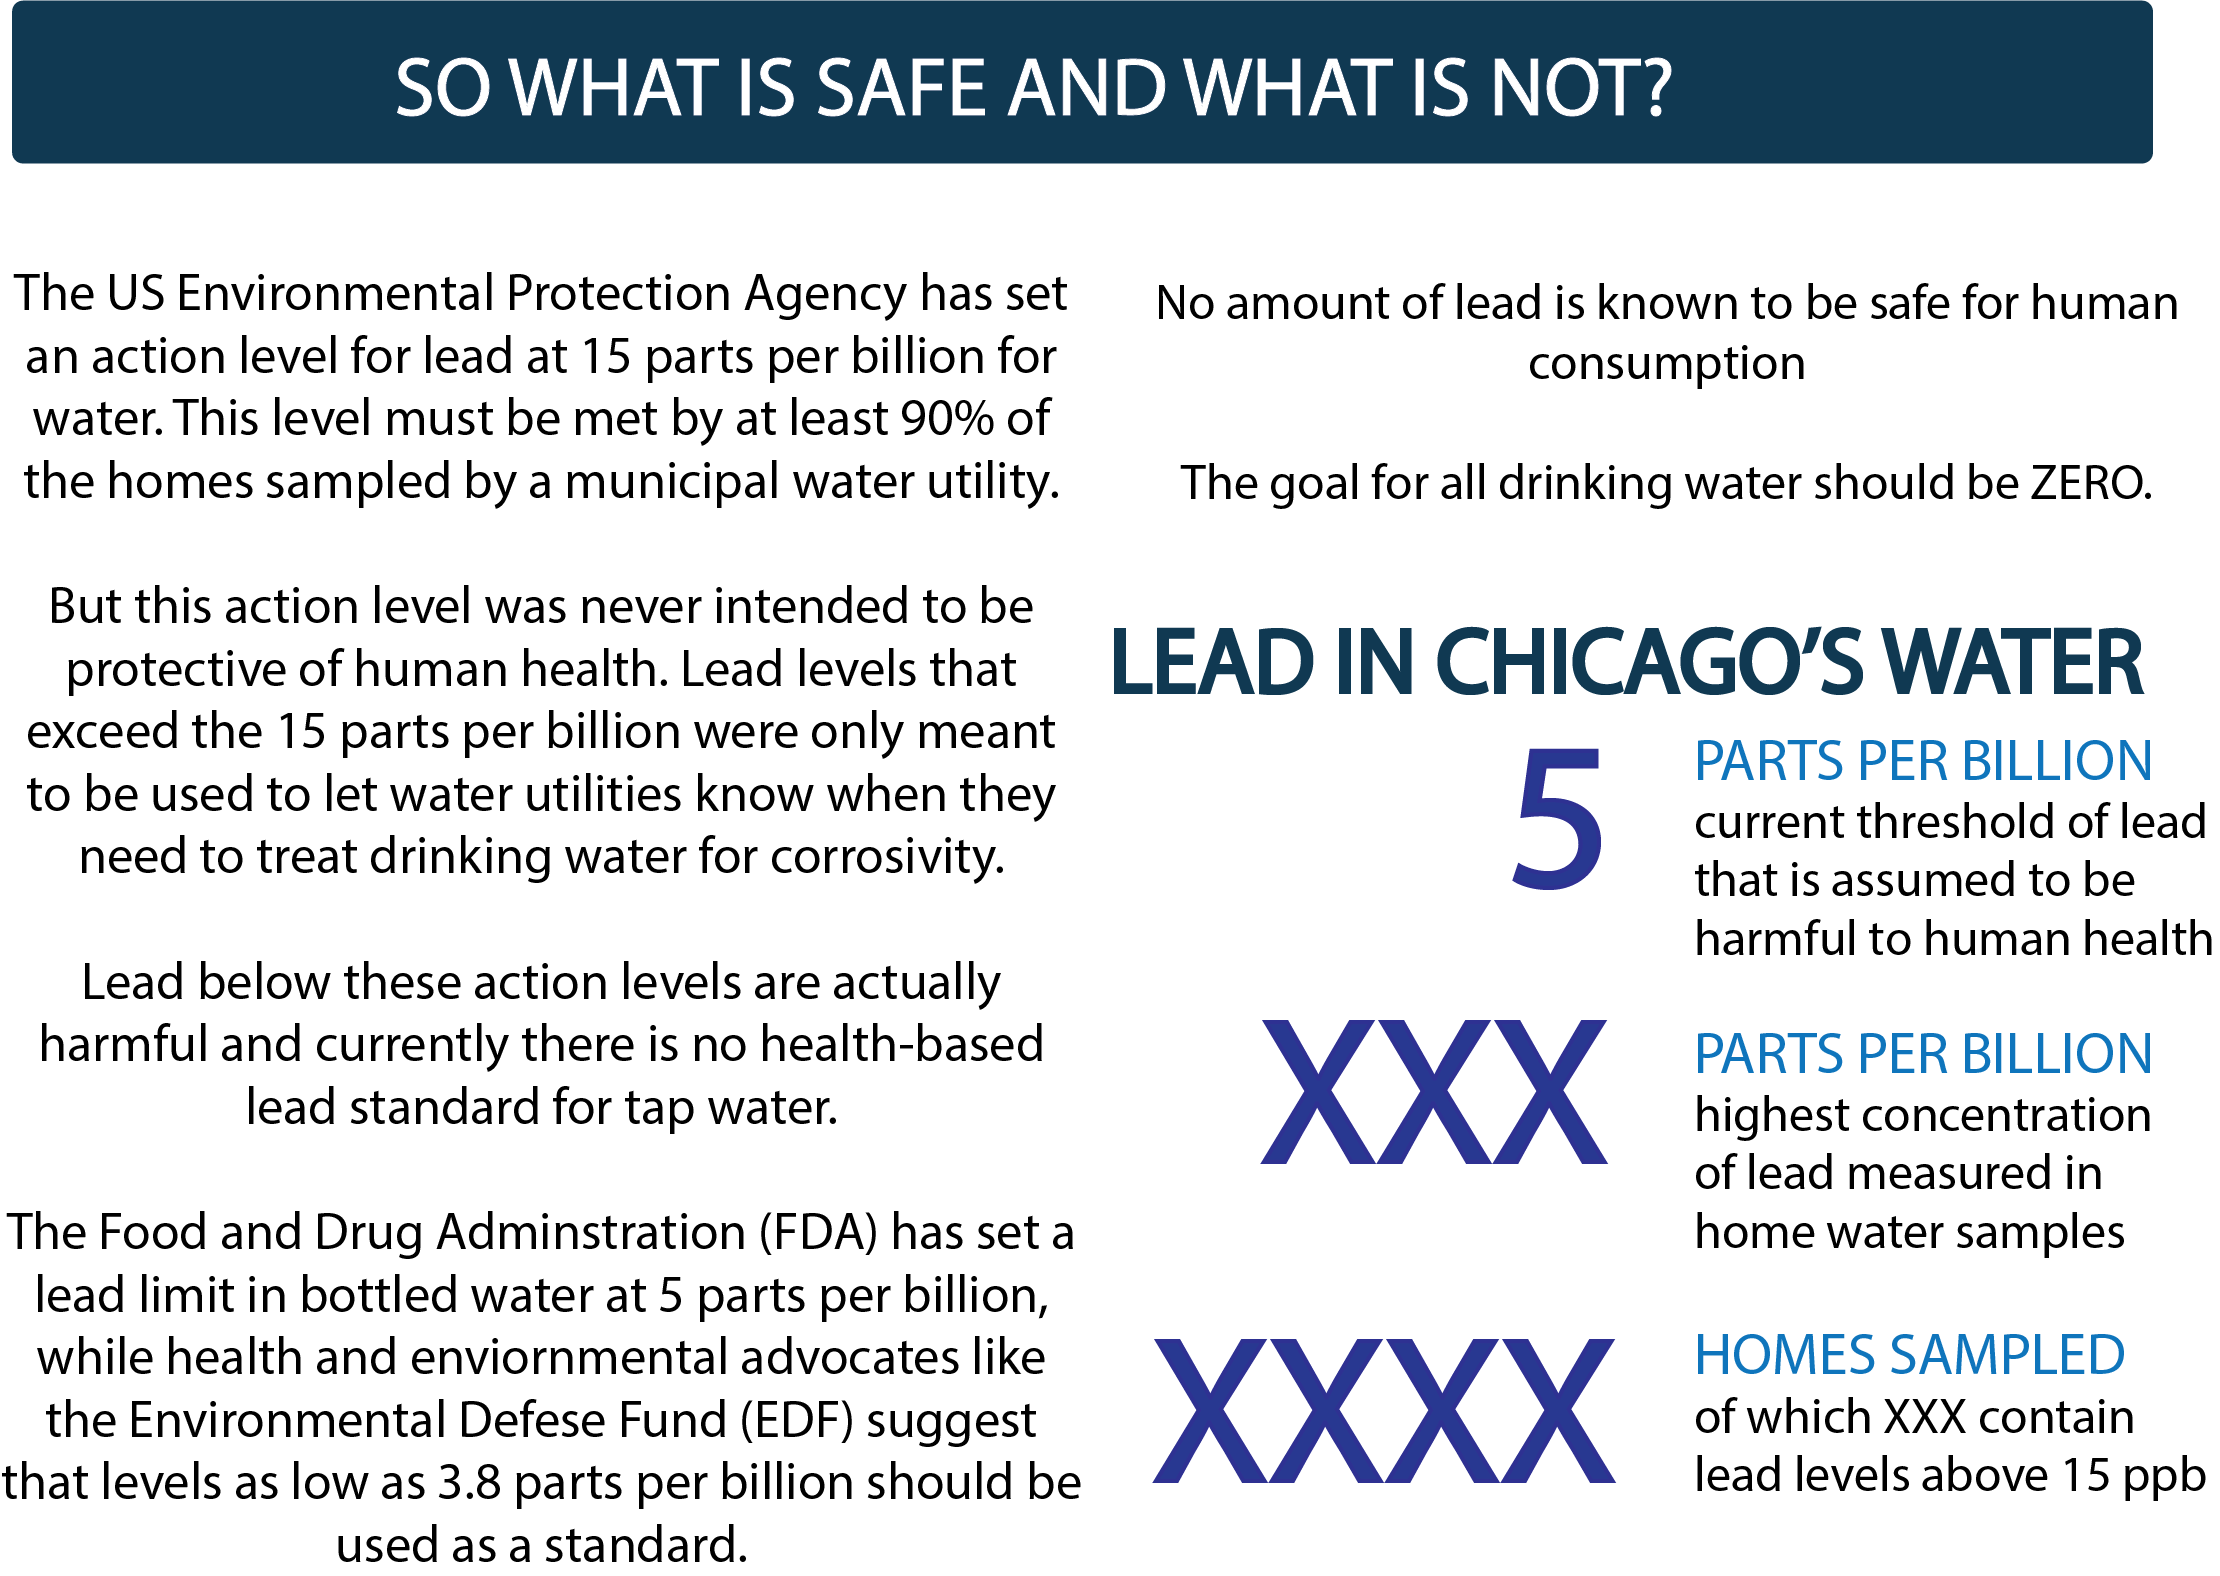 SO WHAT IS SAFE AND WHAT IS NOT?
The US Environmental Protection Agency has set
an action level for lead at 15 parts per billion for
water. This level must be met by at least 90% of
the homes sampled by a municipal water utility.
But this action level was never intended to be
protective of human health. Lead levels that
exceed the 15 parts per billion were only meant
to be used to let water utilities know when they
need to treat drinking water for corrosivity.
Lead below these action levels are actually
harmful and currently there is no health-based
lead standard for tap water.
The Food and Drug Adminstration (FDA) has set a
lead limit in bottled water at 5 parts per billion,
while health and enviornmental advocates like
the Environmental Defese Fund (EDF) suggest
that levels as low as 3.8 parts per billion should be
used as a standard.
No amount of lead is known to be safe for human
consumption
The goal for all drinking water should be ZERO.
LEAD IN CHICAGO'S WATER
5
PARTS PER BILLION
current threshold of lead
that is assumed to be
harmful to human health
XXX
PARTS PER BILLION
highest concentration
of lead measured in
home water samples
XXXX
HOMES SAMPLED
of which XXX contain
lead levels above 15 ppb